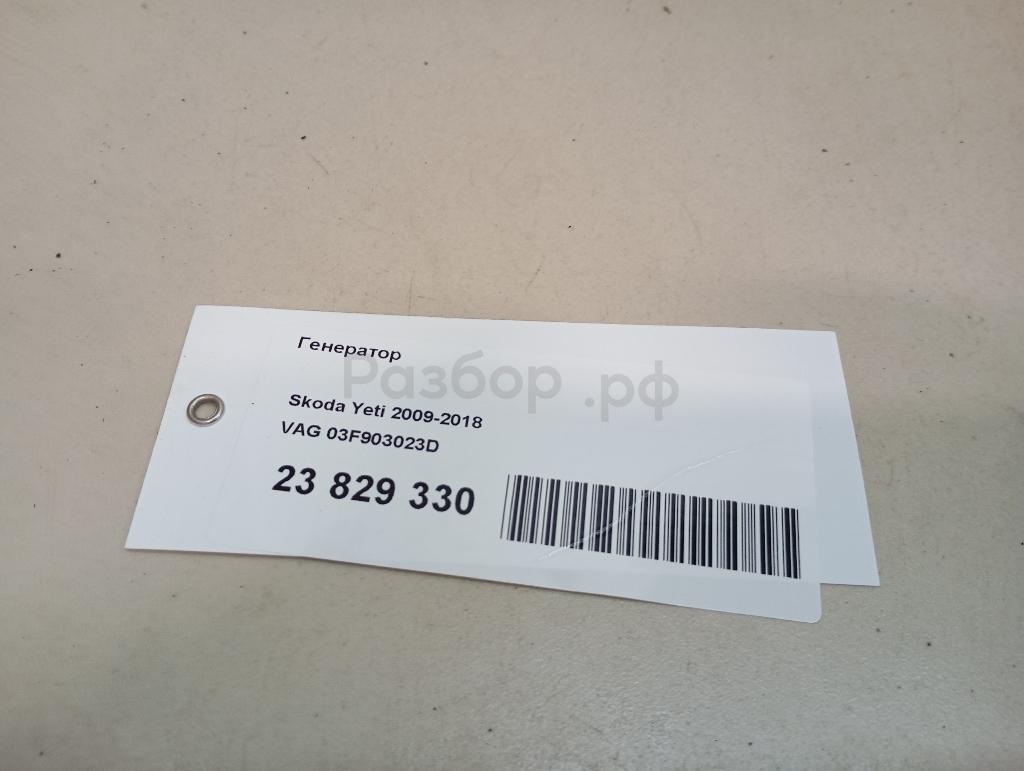 Генератор
Разбор.рф
Skoda Yeti 2009-2018
VAG 03F903023D
23 829 330